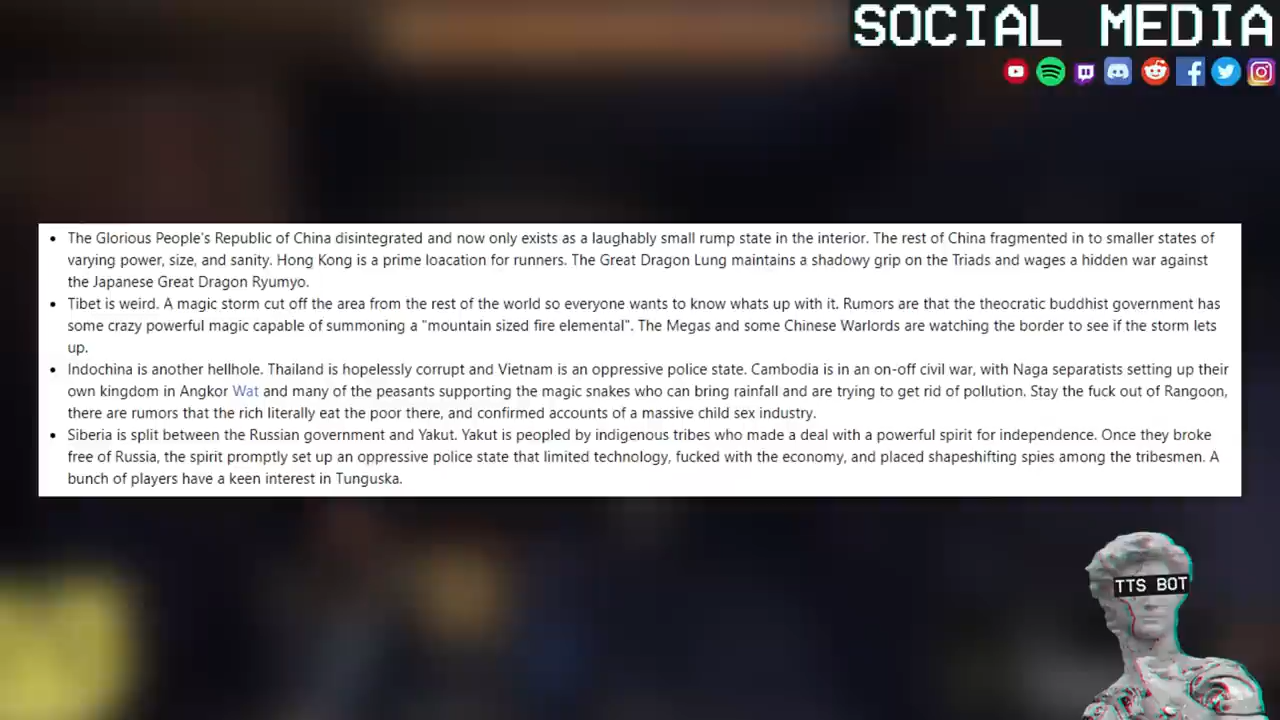 SOCIAL MEDIA
The Glorious People's Republic of China disintegrated and now only exists as a laughably small rump state in the interior. The rest of China fragmented in to smaller states of
varying power, size, and sanity. Hong Kong is a prime loacation for runners. The Great Dragon Lung maintains a shadowy grip on the Triads and wages a hidden war against
the Japanese Great Dragon Ryumyo.
Tibet is weird. A magic storm cut off the area from the rest of the world so everyone wants to know whats up with it. Rumors are that the theocratic buddhist government has
some crazy powerful magic capable of summoning a "mountain sized fire elemental". The Megas and some Chinese Warlords are watching the border to see if the storm lets
up.
Indochina is another hellhole. Thailand is hopelessly corrupt and Vietnam is an oppressive police state. Cambodia is in an on-off civil war, with Naga separatists setting up their
own kingdom in Angkor Wat and many of the peasants supporting the magic snakes who can bring rainfall and are trying to get rid of pollution. Stay the fuck out of Rangoon,
there are rumors that the rich literally eat the poor there, and confirmed accounts of a massive child sex industry.
Siberia is split between the Russian government and Yakut. Yakut is peopled by indigenous tribes who made a deal with a powerful spirit for independence. Once they broke
free of Russia, the spirit promptly set up an oppressive police state that limited technology, fucked with the economy, and placed shapeshifting spies among the tribesmen. A
bunch of players have a keen interest in Tunguska.
TTS BOT